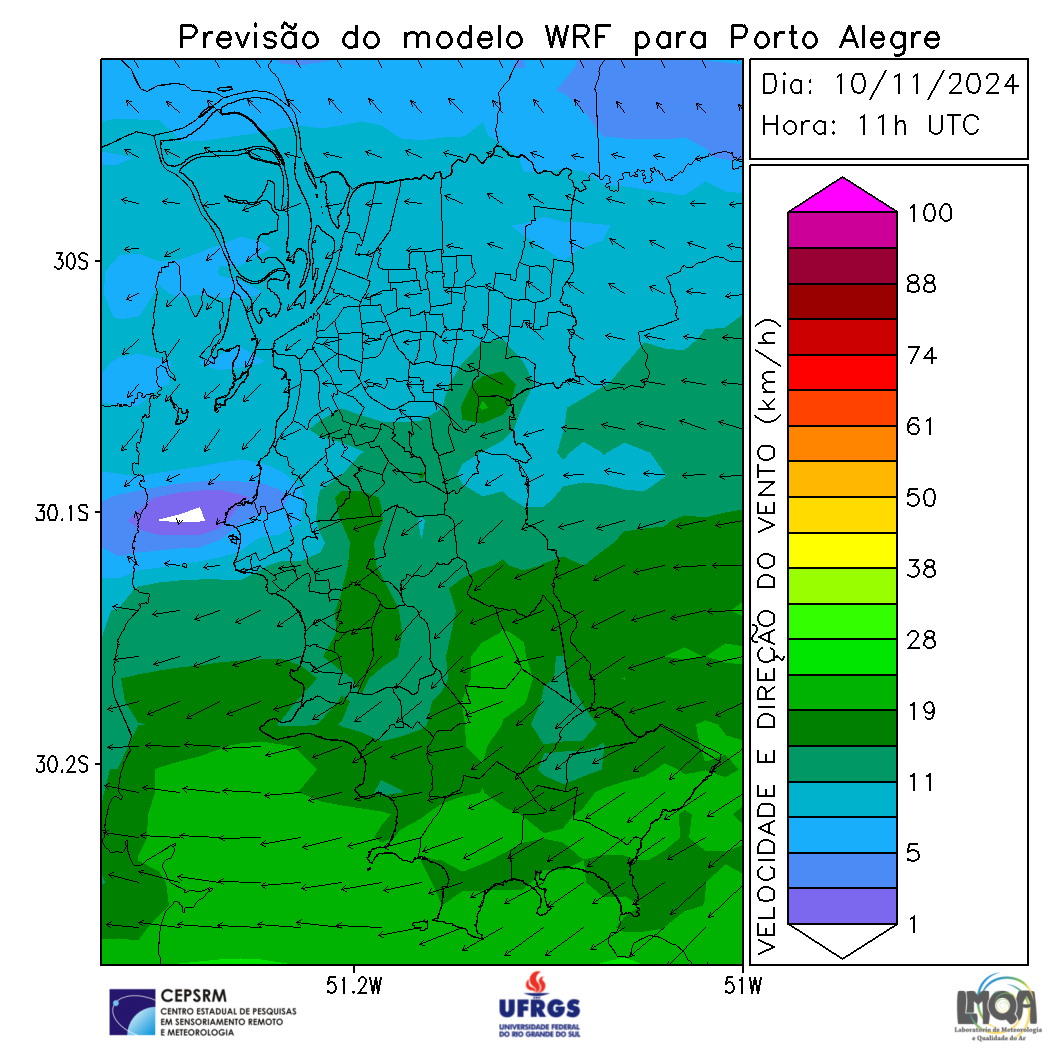 Previsão do modelo WRF para Porto Alegre
Dia: 10/11/2024
Hora: 11h UTC
30S
30.1S
30.2S
51.2W
51W
VELOCIDADE E DIREÇÃO DO VENTO (km/h)
100
88
74
61
50
38
28
19
11
5
1
CEPSRM
CENTRO ESTADUAL DE PESQUISAS
EM SENSORIAMENTO REMOTO
E METEOROLOGIA
UFRGS
UNIVERSIDADE FEDERAL
DO RIO GRANDE DO SUL
LMQA
Laboratório de Meteorologia
e Qualidade do Ar